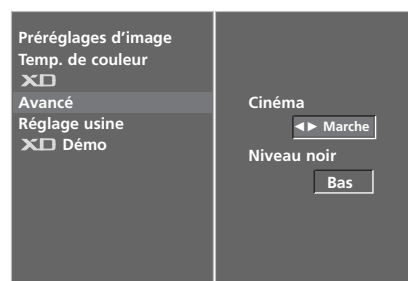 Préréglages d'image
Temp. de couleur
XD
Avancé
Réglage usine
XD Démo
Cinéma
◄► Marche
Niveau noir
Bas